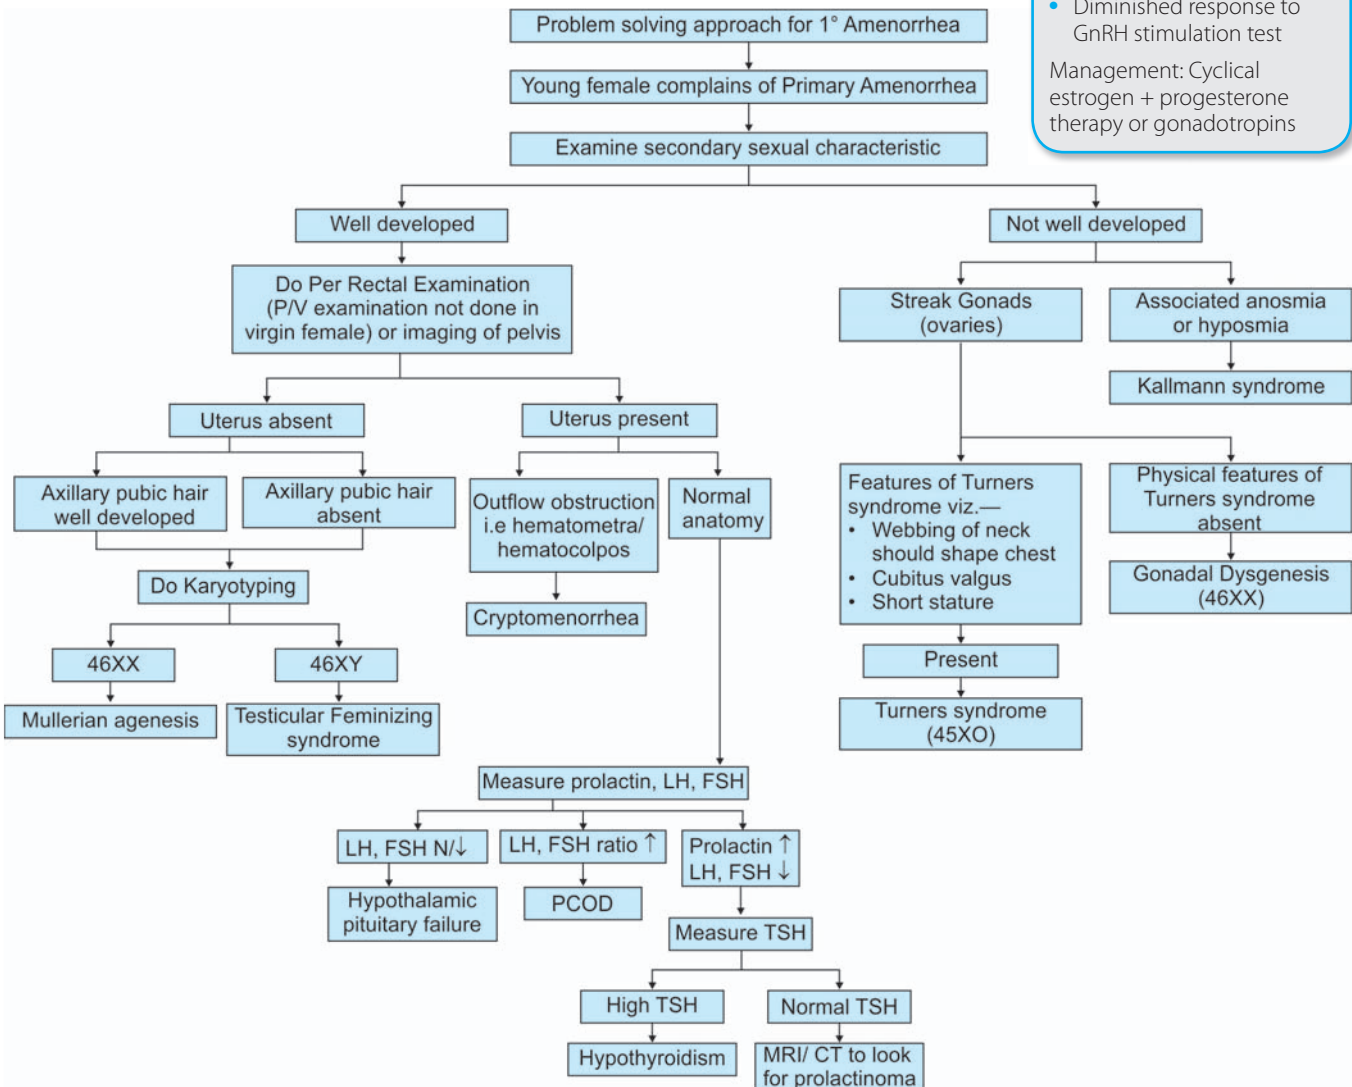 • Diminished response to
GnRH stimulation test
Management: Cyclical
estrogen + progesterone
therapy or gonadotropins
Problem solving approach for 1° Amenorrhea
Young female complains of Primary Amenorrhea
Examine secondary sexual characteristic
Well developed
Not well developed
Do Per Rectal Examination
(P/V examination not done in
virgin female) or imaging of pelvis
Streak Gonads
(ovaries)
Associated anosmia
or hyposmia
Kallmann syndrome
Uterus absent
Uterus present
Axillary pubic hair
well developed
Axillary pubic hair
absent
Outflow obstruction
i.e hematometra/
hematocolpos
Normal
anatomy
Features of Turners
syndrome viz.—
• Webbing of neck
should shape chest
• Cubitus valgus
• Short stature
Physical features of
Turners syndrome
absent
Do Karyotyping
Cryptomenorrhea
Gonadal Dysgenesis
(46XX)
46XX
46XY
Present
Mullerian agenesis
Testicular Feminizing
syndrome
Turners syndrome
(45XO)
Measure prolactin, LH, FSH
LH, FSH N/↓
LH, FSH ratio ↑
Prolactin ↑
LH, FSH ↓
Hypothalamic
pituitary failure
PCOD
Measure TSH
High TSH
Normal TSH
Hypothyroidism
MRI/ CT to look
for prolactinoma